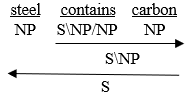 steel contains carbon
NP S\NP/NP NP
S\NP
S